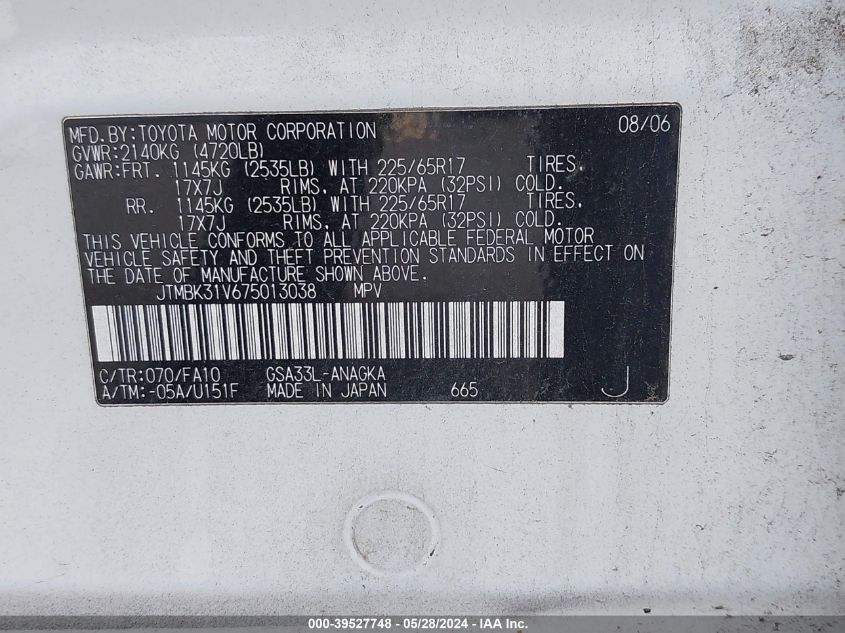 MFD.BY:TOYOTA MOTOR CORPORATION 08/06
GVWR:2140KG (4720LB)
GAWR:FRT. 1145KG (2535LB) WITH 225/65R17 TIRES,
17X7J RIMS, AT 220KPA (32PSI) COLD.
RR. 1145KG (2535LB) WITH 225/65R17 TIRES,
17X7J RIMS, AT 220KPA (32PSI) COLD.
THIS VEHICLE CONFORMS TO ALL APPLICABLE FEDERAL MOTOR
VEHICLE SAFETY AND THEFT PREVENTION STANDARDS IN EFFECT ON
THE DATE OF MANUFACTURE SHOWN ABOVE.
JTMBK31V675013038 MPV
C/TR:070/FA10 GSA33L-ANAGKA
A/TM:-05A/U151F MADE IN JAPAN 665 J
000-39527748 - 05/28/2024 - IAA Inc.